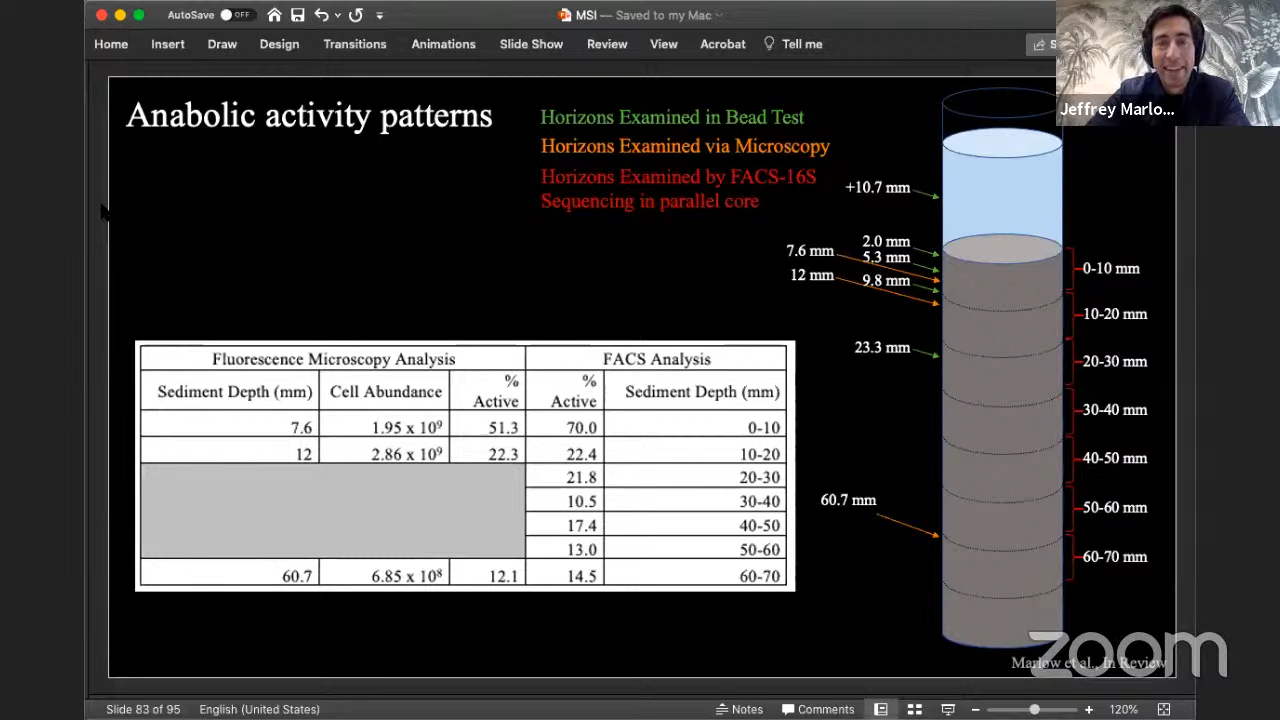 AutoSave OFF
MSI — Saved to my Mac
Home Insert Draw Design Transitions Animations Slide Show Review View Acrobat Tell me
Jeffrey Marlo...
Anabolic activity patterns
Horizons Examined in Bead Test
Horizons Examined via Microscopy
Horizons Examined by FACS-16S
Sequencing in parallel core
+10.7 mm
2.0 mm
7.6 mm
5.3 mm
12 mm
9.8 mm
23.3 mm
60.7 mm
0-10 mm
10-20 mm
20-30 mm
30-40 mm
40-50 mm
50-60 mm
60-70 mm
Fluorescence Microscopy Analysis FACS Analysis
Sediment Depth (mm) Cell Abundance % Active % Active Sediment Depth (mm)
7.6 1.95 x 10⁹ 51.3 70.0 0-10
12 2.86 x 10⁹ 22.3 22.4 10-20
21.8 20-30
10.5 30-40
17.4 40-50
13.0 50-60
60.7 6.85 x 10⁸ 12.1 14.5 60-70
Marlow et al., In Review
zoom
Slide 83 of 95 English (United States) Notes Comments 120%